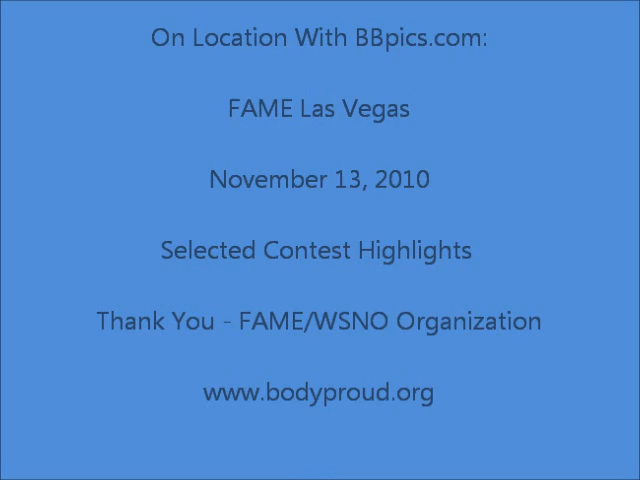 On Location With BBpics.com:
FAME Las Vegas
November 13, 2010
Selected Contest Highlights
Thank You - FAME/WSNO Organization
www.bodyproud.org